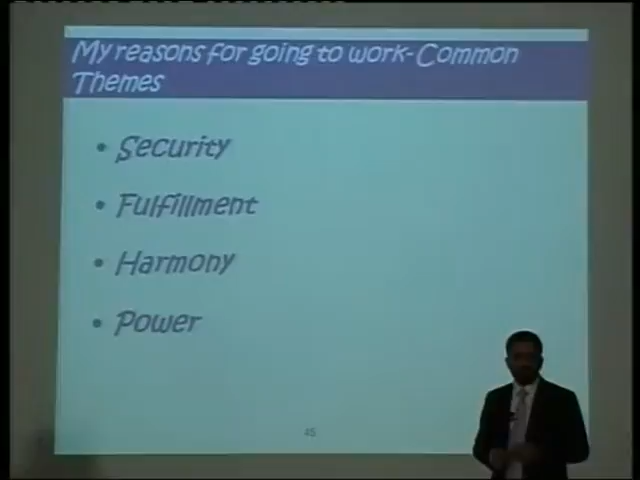 My reasons for going to work-Common
Themes
• Security
• Fulfillment
• Harmony
• Power
45